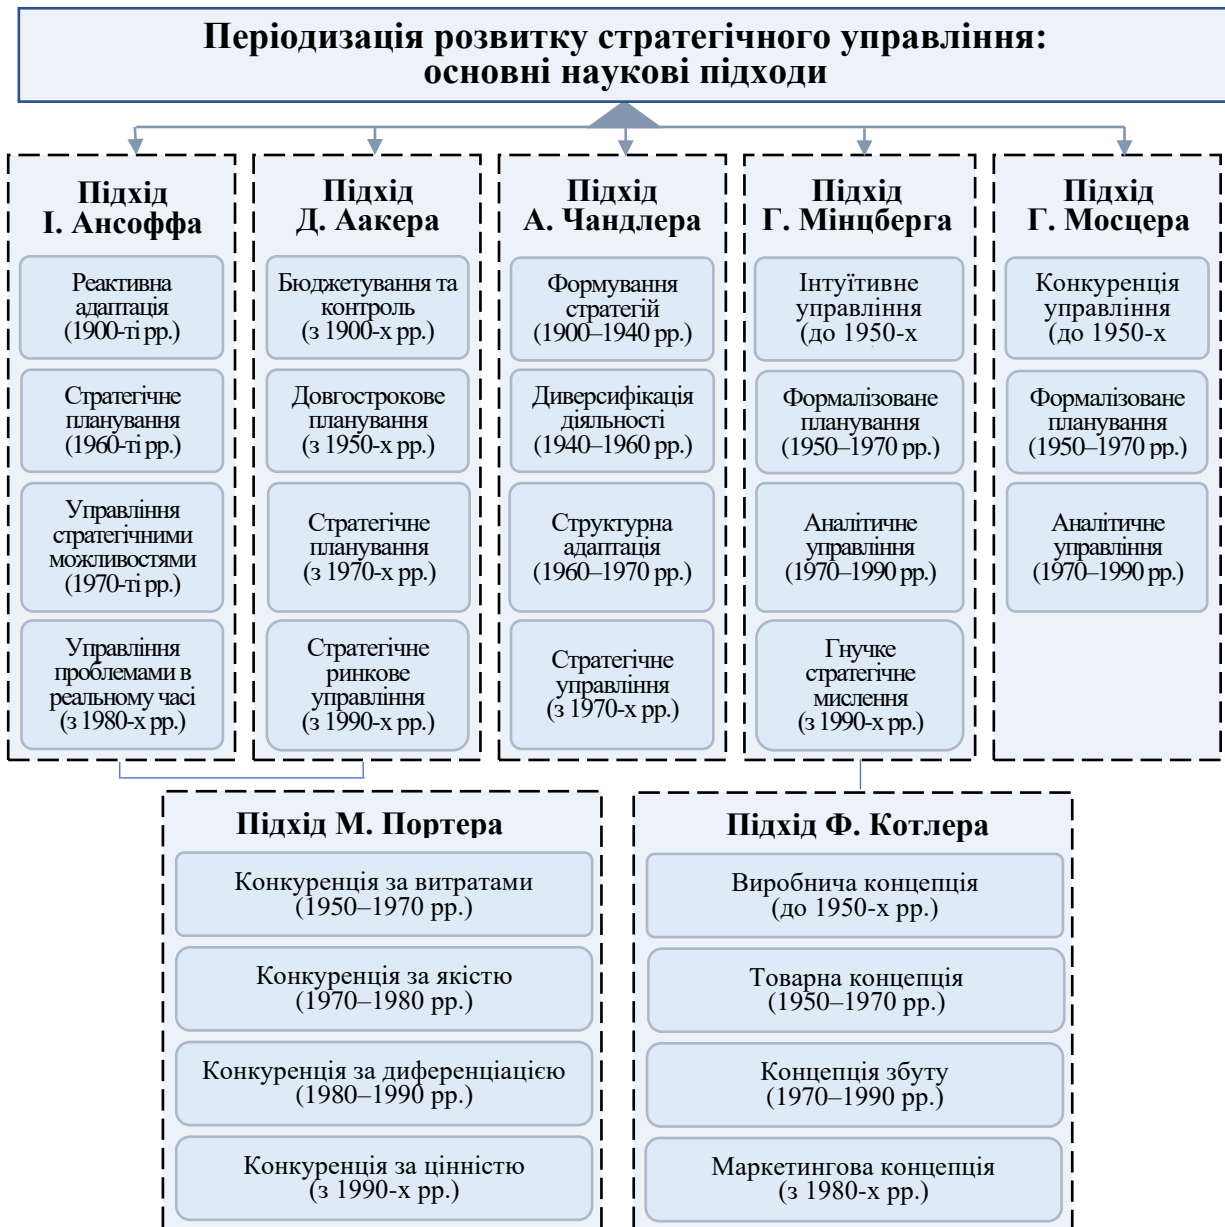 Періодизація розвитку стратегічного управління:
основні наукові підходи
Підхід
І. Ансоффа
Реактивна
адаптація
(1900-ті рр.)
Стратегічне
планування
(1960-ті рр.)
Управління
стратегічними
можливостями
(1970-ті рр.)
Управління
проблемами в
реальному часі
(з 1980-х рр.)
Підхід
Д. Аакера
Бюджетування та
контроль
(з 1900-х рр.)
Довгострокове
планування
(з 1950-х рр.)
Стратегічне
планування
(з 1970-х рр.)
Стратегічне
ринкове
управління
(з 1990-х рр.)
Підхід
А. Чандлера
Формування
стратегій
(1900–1940 рр.)
Диверсифікація
діяльності
(1940–1960 рр.)
Структурна
адаптація
(1960–1970 рр.)
Стратегічне
управління
(з 1970-х рр.)
Підхід
Г. Мінцберга
Інтуїтивне
управління
(до 1950-х
Формалізоване
планування
(1950–1970 рр.)
Аналітичне
управління
(1970–1990 рр.)
Гнучке
стратегічне
мислення
(з 1990-х рр.)
Підхід
Г. Мосцера
Конкуренція
управління
(до 1950-х
Формалізоване
планування
(1950–1970 рр.)
Аналітичне
управління
(1970–1990 рр.)
Підхід М. Портера
Конкуренція за витратами
(1950–1970 рр.)
Конкуренція за якістю
(1970–1980 рр.)
Конкуренція за диференціацією
(1980–1990 рр.)
Конкуренція за цінністю
(з 1990-х рр.)
Підхід Ф. Котлера
Виробнича концепція
(до 1950-х рр.)
Товарна концепція
(1950–1970 рр.)
Концепція збуту
(1970–1990 рр.)
Маркетингова концепція
(з 1980-х рр.)